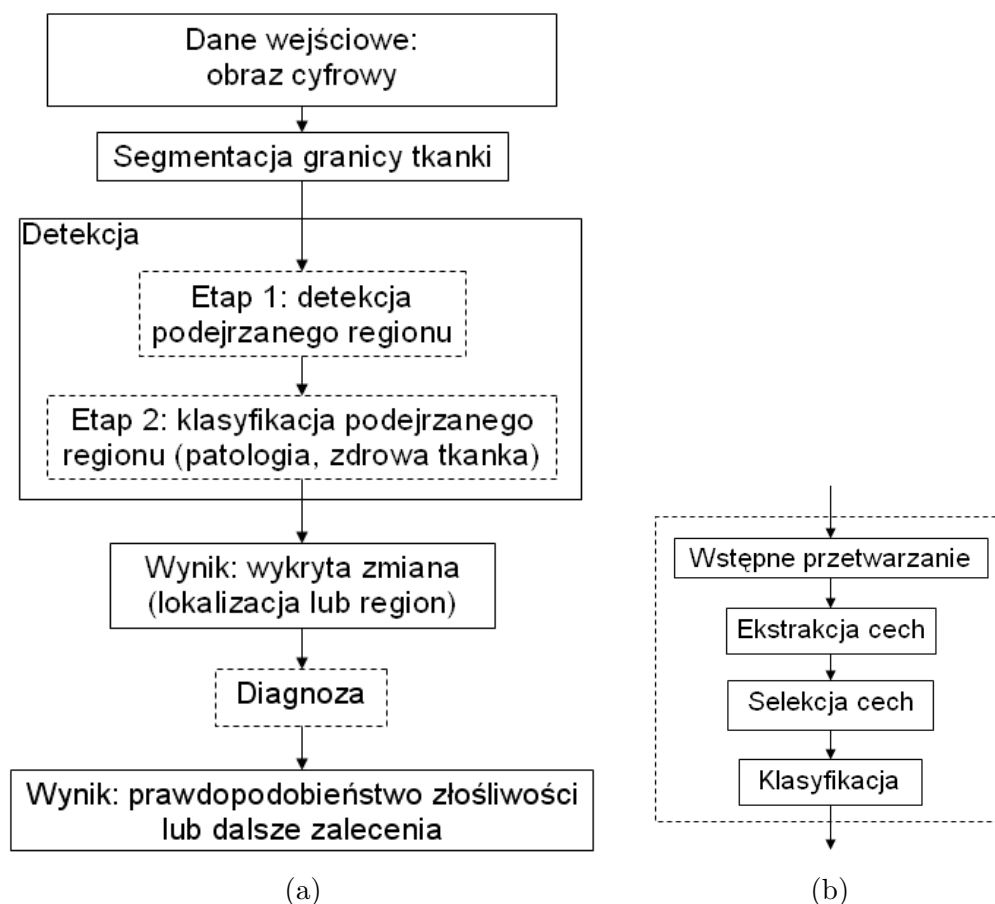 Dane wejściowe:
obraz cyfrowy
Segmentacja granicy tkanki
Detekcja
Etap 1: detekcja
podejrzanego regionu
Etap 2: klasyfikacja podejrzanego
regionu (patologia, zdrowa tkanka)
Wynik: wykryta zmiana
(lokalizacja lub region)
Diagnoza
Wynik: prawdopodobieństwo złośliwości
lub dalsze zalecenia
(a)
Wstępne przetwarzanie
Ekstrakcja cech
Selekcja cech
Klasyfikacja
(b)